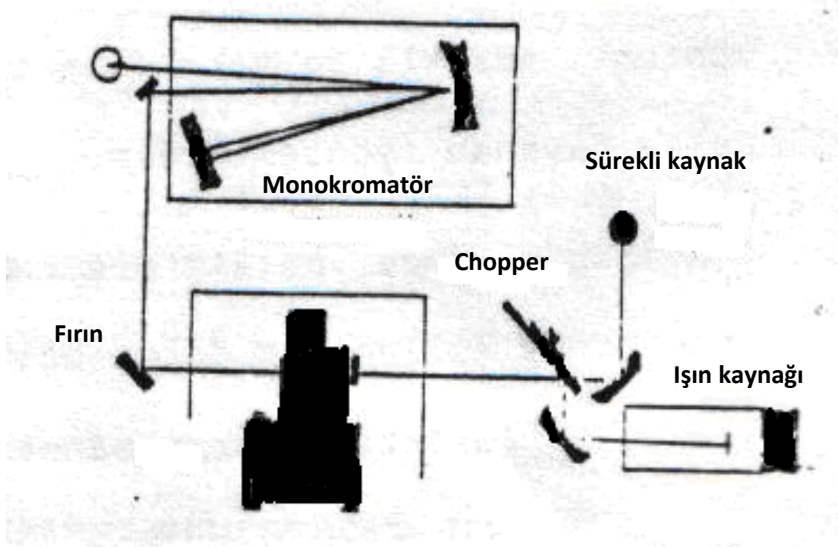 Monokromatör
Sürekli kaynak
Chopper
Fırın
Işın kaynağı